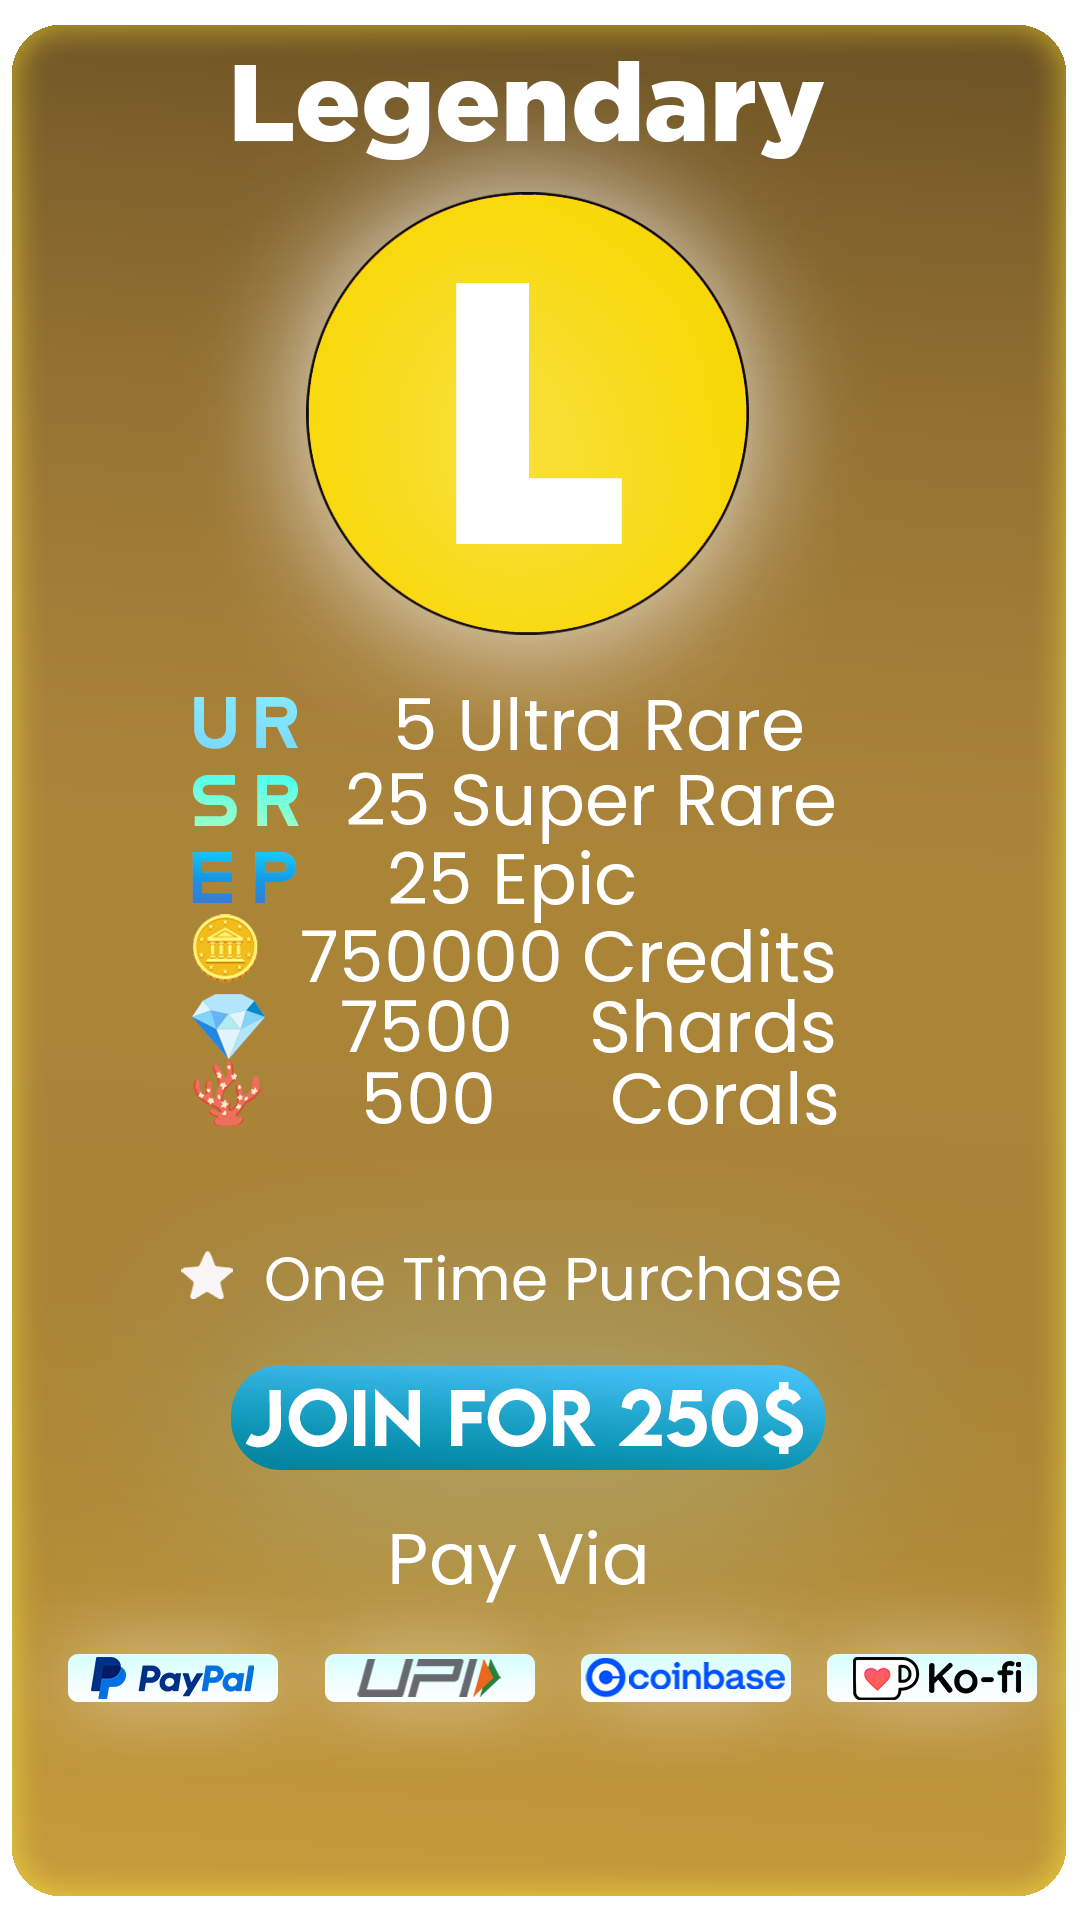 Legendary
L
UR 5 Ultra Rare
SR 25 Super Rare
EP 25 Epic
750000 Credits
7500 Shards
500 Corals
One Time Purchase
JOIN FOR 250$
Pay Via
PayPal UPI coinbase Ko-fi